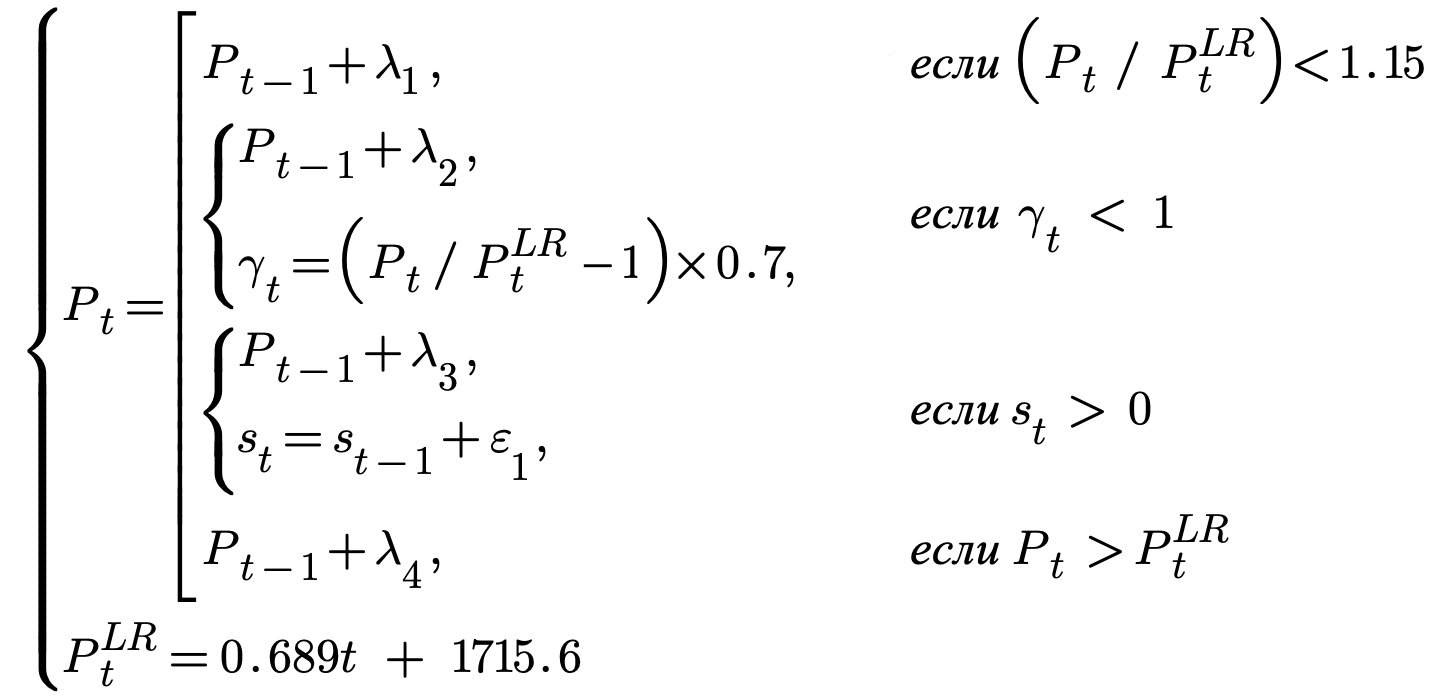 P_{t-1} + λ_1, если (P_t / P_t^{LR}) < 1.15
P_{t-1} + λ_2,
если γ_t < 1
γ_t = (P_t / P_t^{LR} - 1) × 0.7,
P_t =
P_{t-1} + λ_3,
s_t = s_{t-1} + ε_1, если s_t > 0
P_{t-1} + λ_4, если P_t > P_t^{LR}
P_t^{LR} = 0.689t + 1715.6